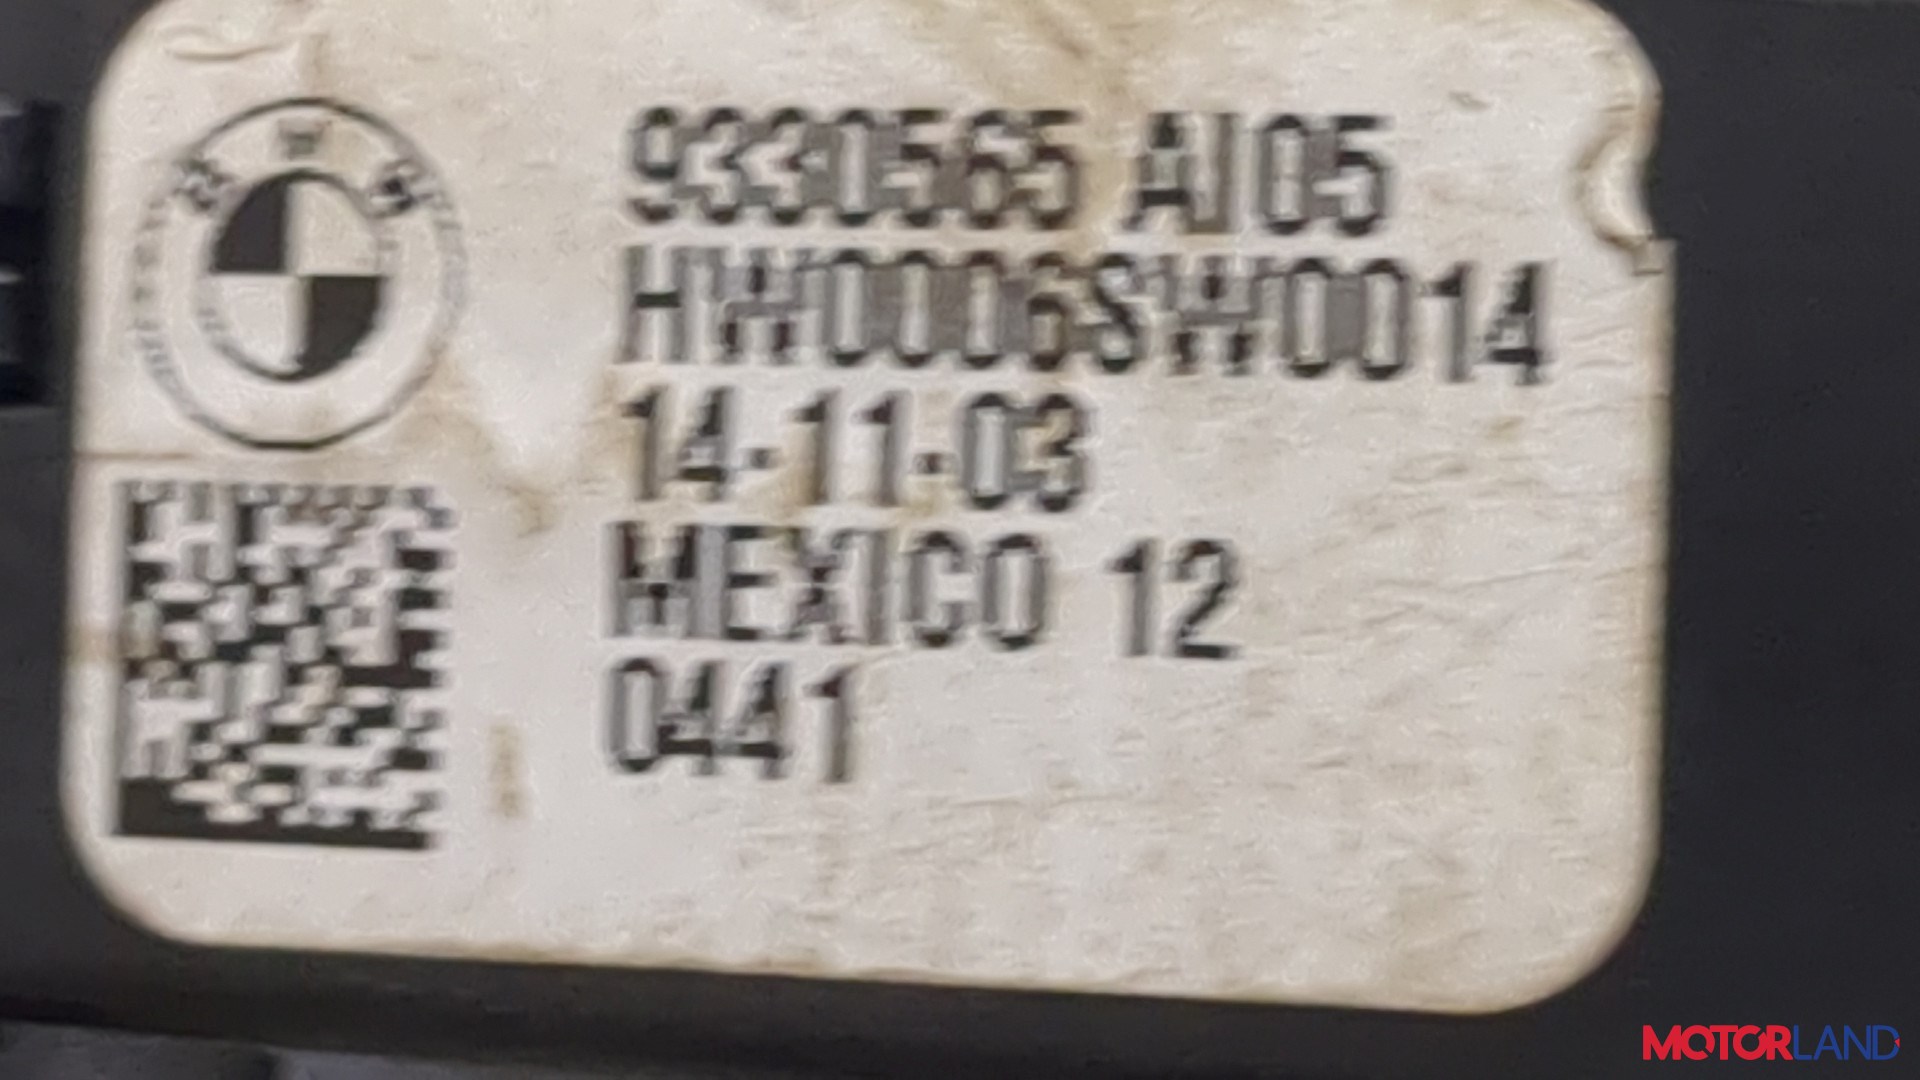 9330565 AI05
HW0006SW0014
14-11-03
MEXICO 12
0441
MOTORLAND